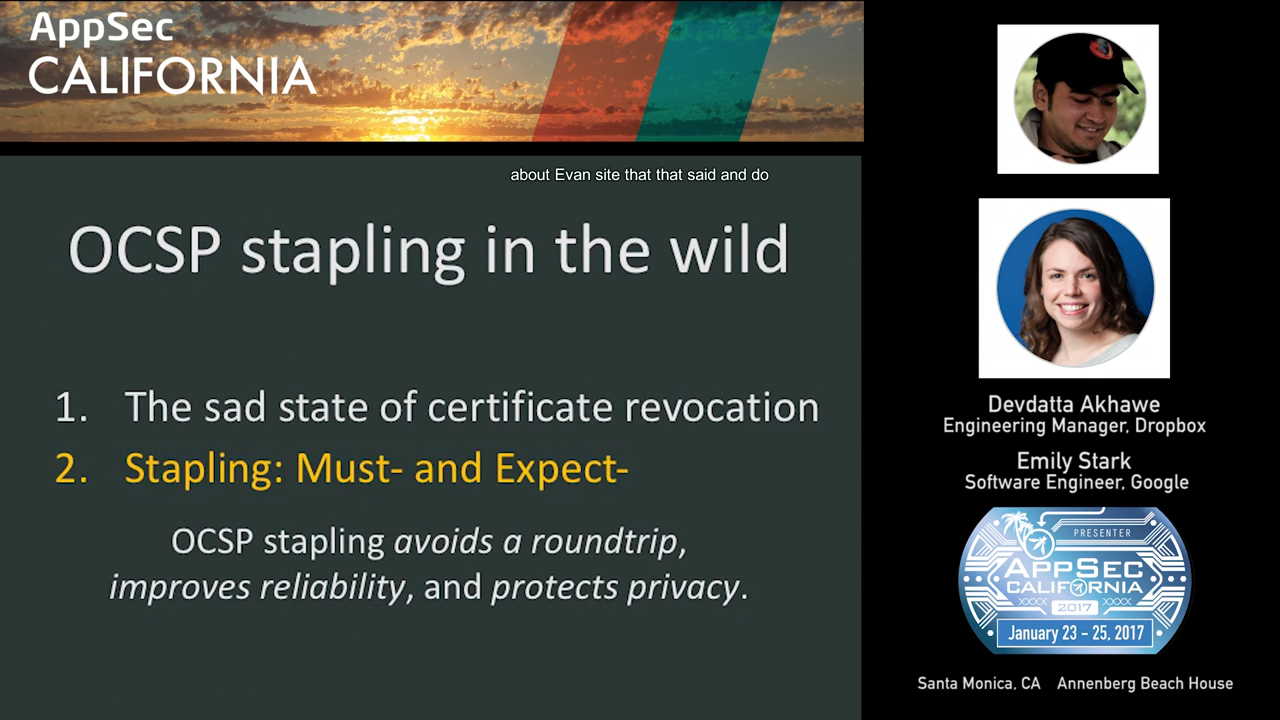 AppSec
CALIFORNIA
about Evan site that that said and do
OCSP stapling in the wild
1. The sad state of certificate revocation
2. Stapling: Must- and Expect-
OCSP stapling avoids a roundtrip,
improves reliability, and protects privacy.
Devdatta Akhawe
Engineering Manager, Dropbox
Emily Stark
Software Engineer, Google
PRESENTER
APPSEC
CALIFORNIA
2017
January 23 - 25, 2017
Santa Monica, CA Annenberg Beach House